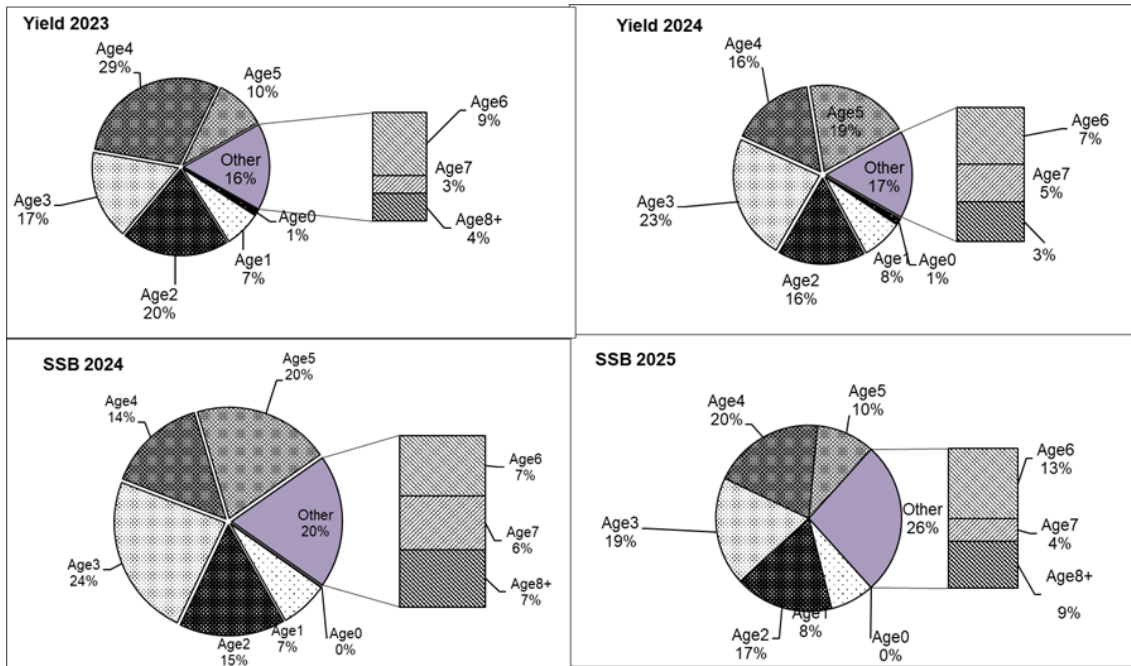 Yield 2023
Age4
29%
Age5
10%
Other
16%
Age6
9%
Age7
3%
Age8+
4%
Age0
1%
Age1
7%
Age2
20%
Age3
17%
Yield 2024
Age4
16%
Age5
19%
Other
17%
Age6
7%
Age7
5%
3%
Age0
1%
Age1
8%
Age2
16%
Age3
23%
SSB 2024
Age5
20%
Age4
14%
Other
20%
Age6
7%
Age7
6%
Age8+
7%
Age0
0%
Age1
7%
Age2
15%
Age3
24%
SSB 2025
Age4
20%
Age5
10%
Other
26%
Age6
13%
Age7
4%
Age8+
9%
Age0
0%
Age1
8%
Age2
17%
Age3
19%